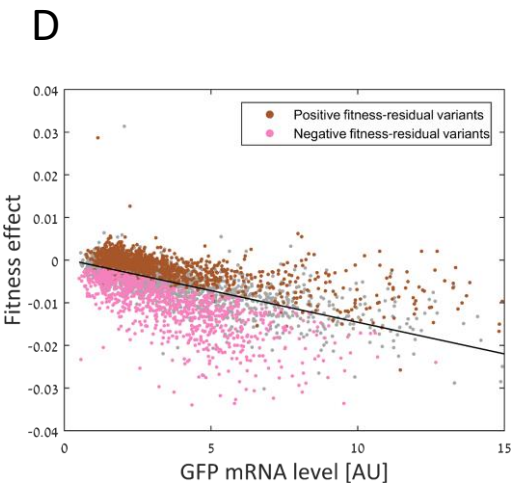 D
0.04
0.03
0.02
0.01
0
-0.01
-0.02
-0.03
-0.04
Fitness effect
Positive fitness-residual variants
Negative fitness-residual variants
0 5 10 15
GFP mRNA level [AU]